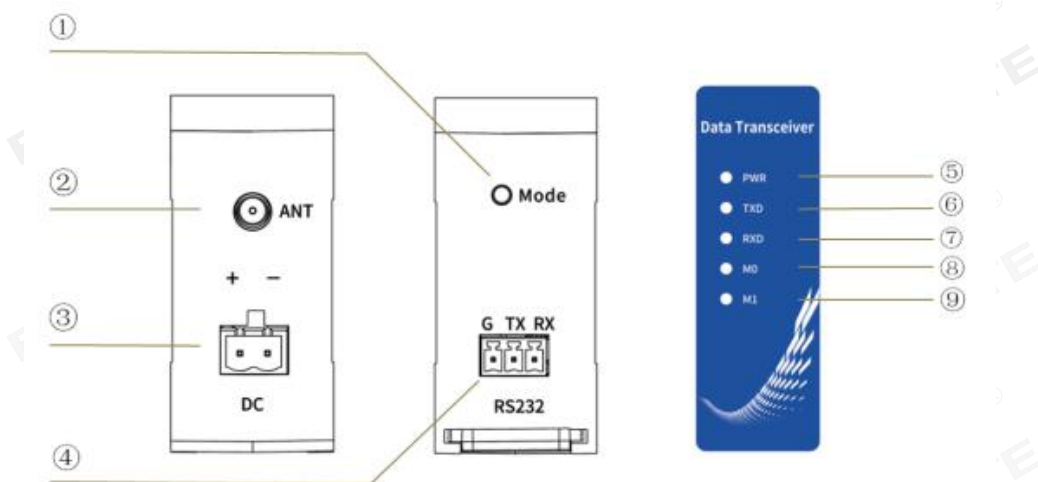 ①
②
③
④
ANT
+ −
DC
Mode
G TX RX
RS232
Data Transceiver
PWR
TXD
RXD
M0
M1
⑤
⑥
⑦
⑧
⑨
E
E
E